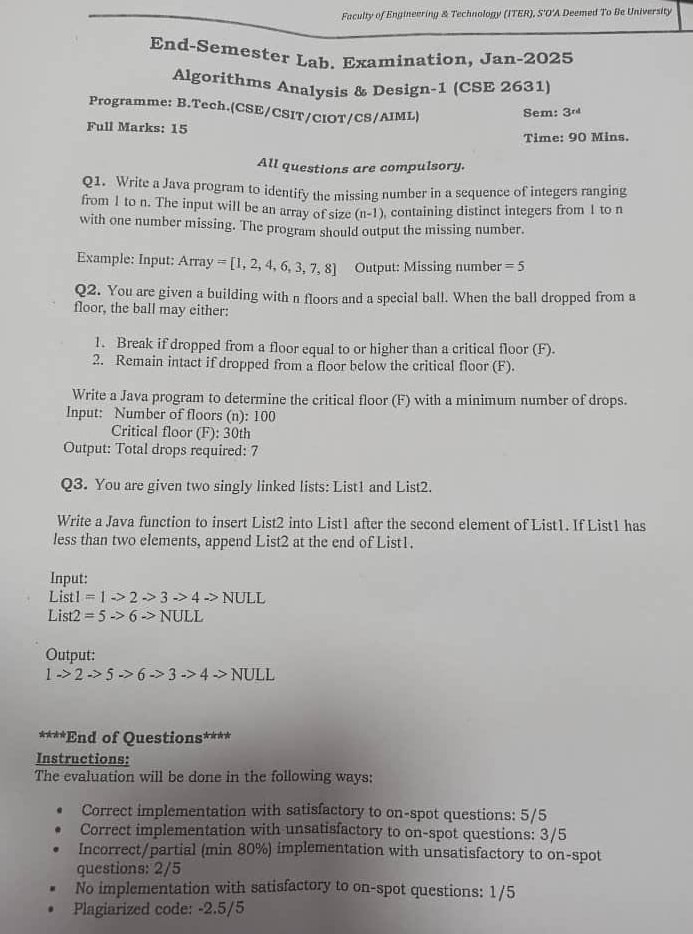 Faculty of Engineering & Technology (ITER), S'O'A Deemed To Be University
End-Semester Lab. Examination, Jan-2025
Algorithms Analysis & Design-1 (CSE 2631)
Programme: B.Tech.(CSE/CSIT/CIOT/CS/AIML)
Sem: 3rd
Full Marks: 15
Time: 90 Mins.
All questions are compulsory.
Q1. Write a Java program to identify the missing number in a sequence of integers ranging
from 1 to n. The input will be an array of size (n-1), containing distinct integers from 1 to n
with one number missing. The program should output the missing number.
Example: Input: Array = [1, 2, 4, 6, 3, 7, 8] Output: Missing number = 5
Q2. You are given a building with n floors and a special ball. When the ball dropped from a
floor, the ball may either:
1. Break if dropped from a floor equal to or higher than a critical floor (F).
2. Remain intact if dropped from a floor below the critical floor (F).
Write a Java program to determine the critical floor (F) with a minimum number of drops.
Input: Number of floors (n): 100
Critical floor (F): 30th
Output: Total drops required: 7
Q3. You are given two singly linked lists: List1 and List2.
Write a Java function to insert List2 into List1 after the second element of List1. If List1 has
less than two elements, append List2 at the end of List1.
Input:
List1 = 1 -> 2 -> 3 -> 4 -> NULL
List2 = 5 -> 6 -> NULL
Output:
1 -> 2 -> 5 -> 6 -> 3 -> 4 -> NULL
****End of Questions****
Instructions:
The evaluation will be done in the following ways:
• Correct implementation with satisfactory to on-spot questions: 5/5
• Correct implementation with unsatisfactory to on-spot questions: 3/5
• Incorrect/partial (min 80%) implementation with unsatisfactory to on-spot
questions: 2/5
• No implementation with satisfactory to on-spot questions: 1/5
• Plagiarized code: -2.5/5